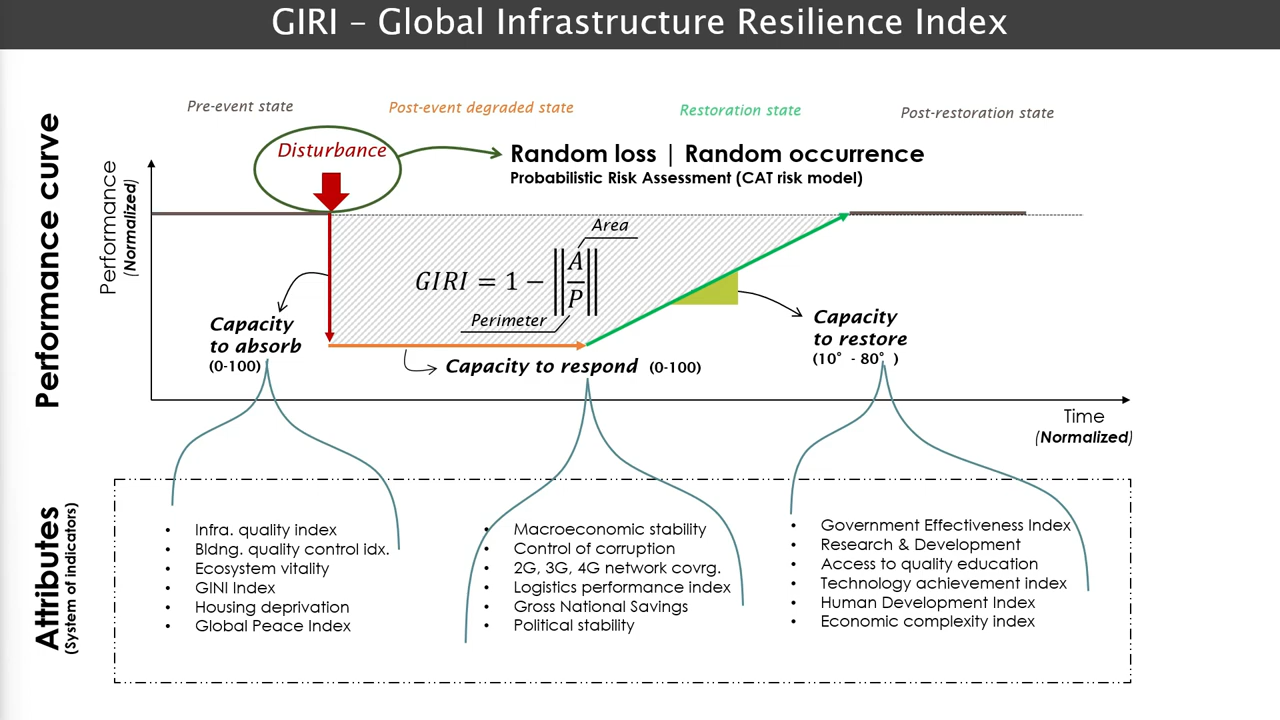 GIRI – Global Infrastructure Resilience Index
Pre-event state
Post-event degraded state
Restoration state
Post-restoration state
Performance curve
Performance
(Normalized)
Disturbance
Random loss | Random occurrence
Probabilistic Risk Assessment (CAT risk model)
Area
GIRI = 1 − ‖A/P‖
Perimeter
Capacity
to absorb
(0-100)
Capacity to respond (0-100)
Capacity
to restore
(10° - 80° )
Time
(Normalized)
Attributes
(System of indicators)
• Infra. quality index
• Bldng. quality control idx.
• Ecosystem vitality
• GINI Index
• Housing deprivation
• Global Peace Index
• Macroeconomic stability
• Control of corruption
• 2G, 3G, 4G network covrg.
• Logistics performance index
• Gross National Savings
• Political stability
• Government Effectiveness Index
• Research & Development
• Access to quality education
• Technology achievement index
• Human Development Index
• Economic complexity index